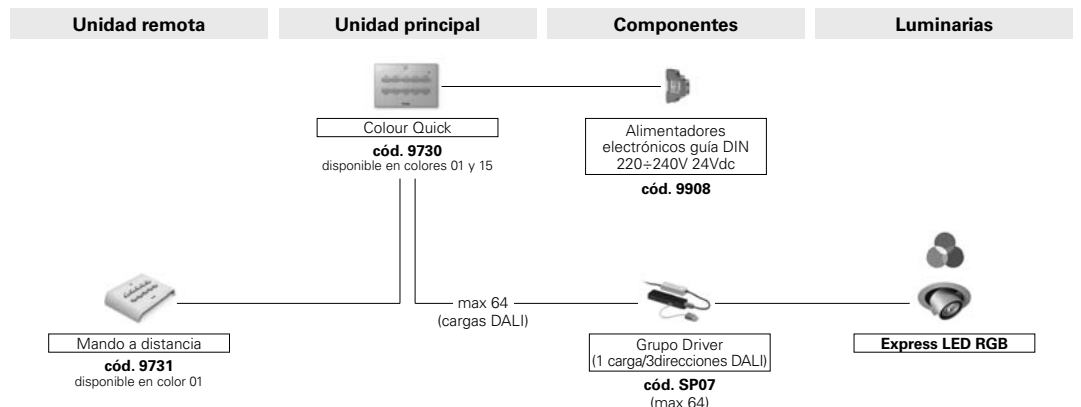 Unidad remota
Unidad principal
Componentes
Luminarias
Colour Quick
cód. 9730
disponible en colores 01 y 15
Alimentadores
electrónicos guía DIN
220÷240V 24Vdc
cód. 9908
max 64
(cargas DALI)
Mando a distancia
cód. 9731
disponible en color 01
Grupo Driver
(1 carga/3direcciones DALI)
cód. SP07
(max 64)
Express LED RGB